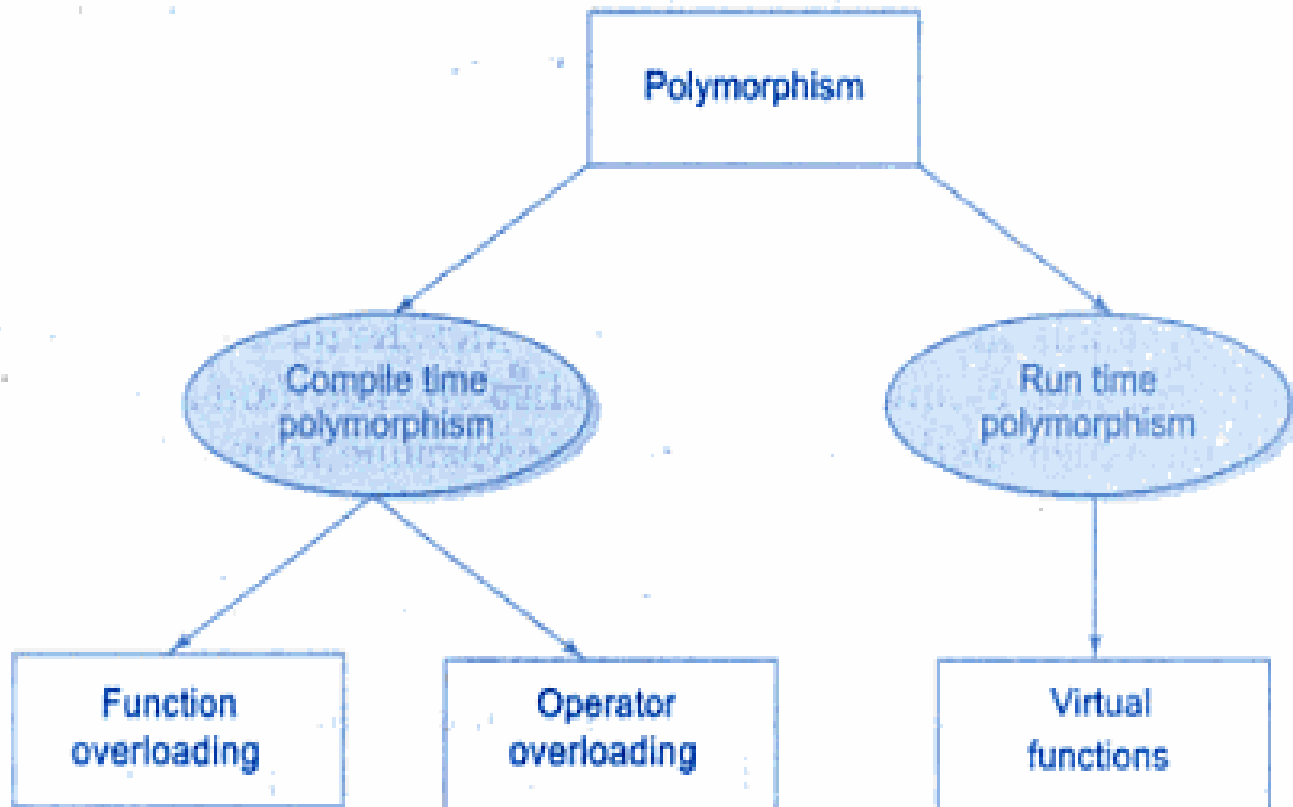 Polymorphism
Compile time
polymorphism
Run time
polymorphism
Function
overloading
Operator
overloading
Virtual
functions